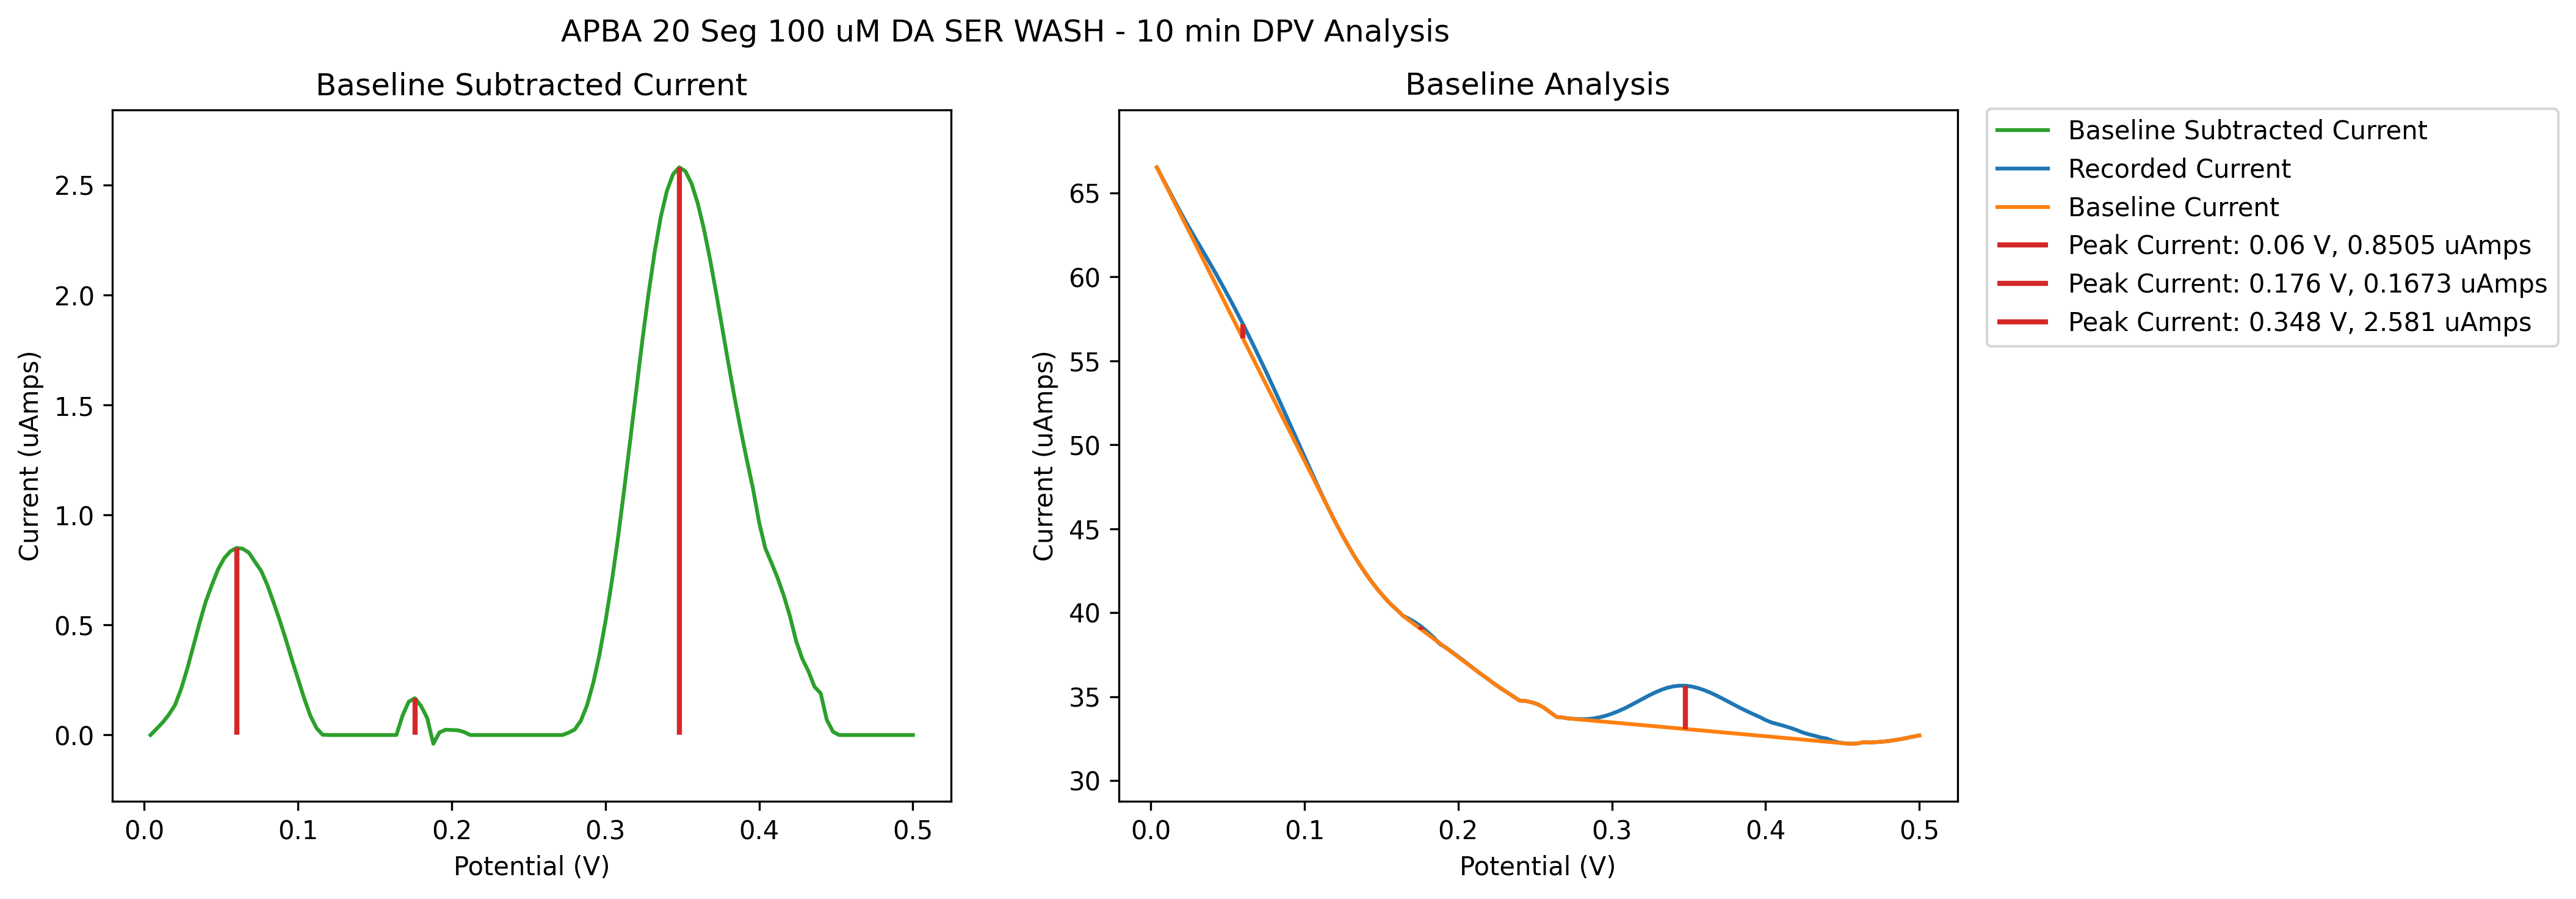 APBA 20 Seg 100 uM DA SER WASH - 10 min DPV Analysis
Baseline Subtracted Current
Current (uAmps)
2.5
2.0
1.5
1.0
0.5
0.0
0.0 0.1 0.2 0.3 0.4 0.5
Potential (V)
Baseline Analysis
Current (uAmps)
65
60
55
50
45
40
35
30
0.0 0.1 0.2 0.3 0.4 0.5
Potential (V)
Baseline Subtracted Current
Recorded Current
Baseline Current
Peak Current: 0.06 V, 0.8505 uAmps
Peak Current: 0.176 V, 0.1673 uAmps
Peak Current: 0.348 V, 2.581 uAmps